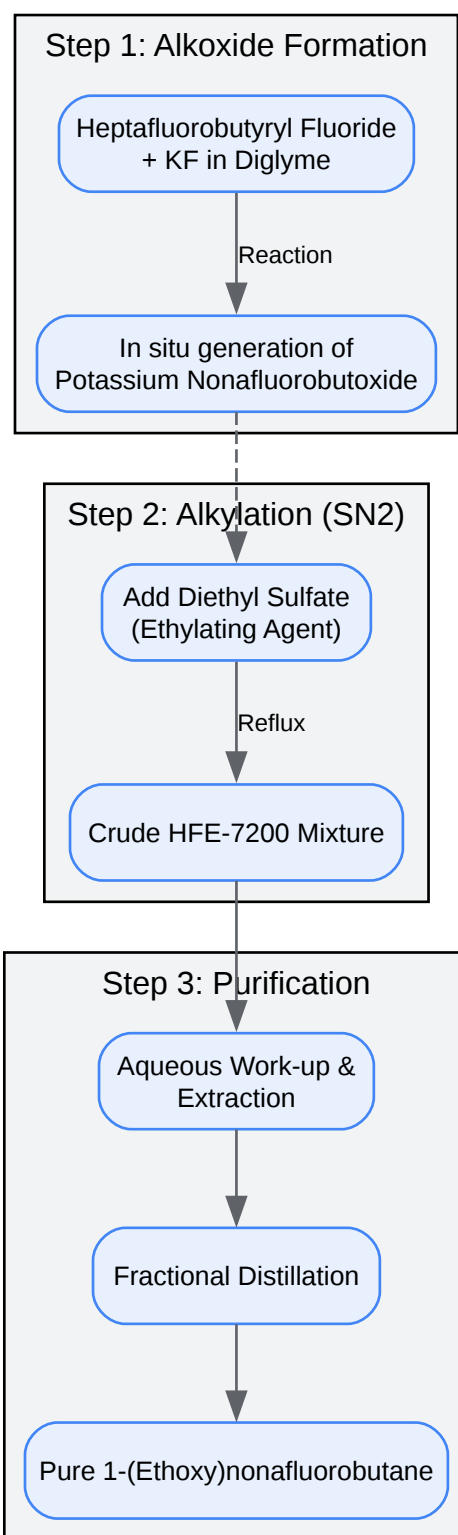 Step 1: Alkoxide Formation
Heptafluorobutyryl Fluoride
+ KF in Diglyme
Reaction
In situ generation of
Potassium Nonafluorobutoxide
Step 2: Alkylation (SN2)
Add Diethyl Sulfate
(Ethylating Agent)
Reflux
Crude HFE-7200 Mixture
Step 3: Purification
Aqueous Work-up &
Extraction
Fractional Distillation
Pure 1-(Ethoxy)nonafluorobutane